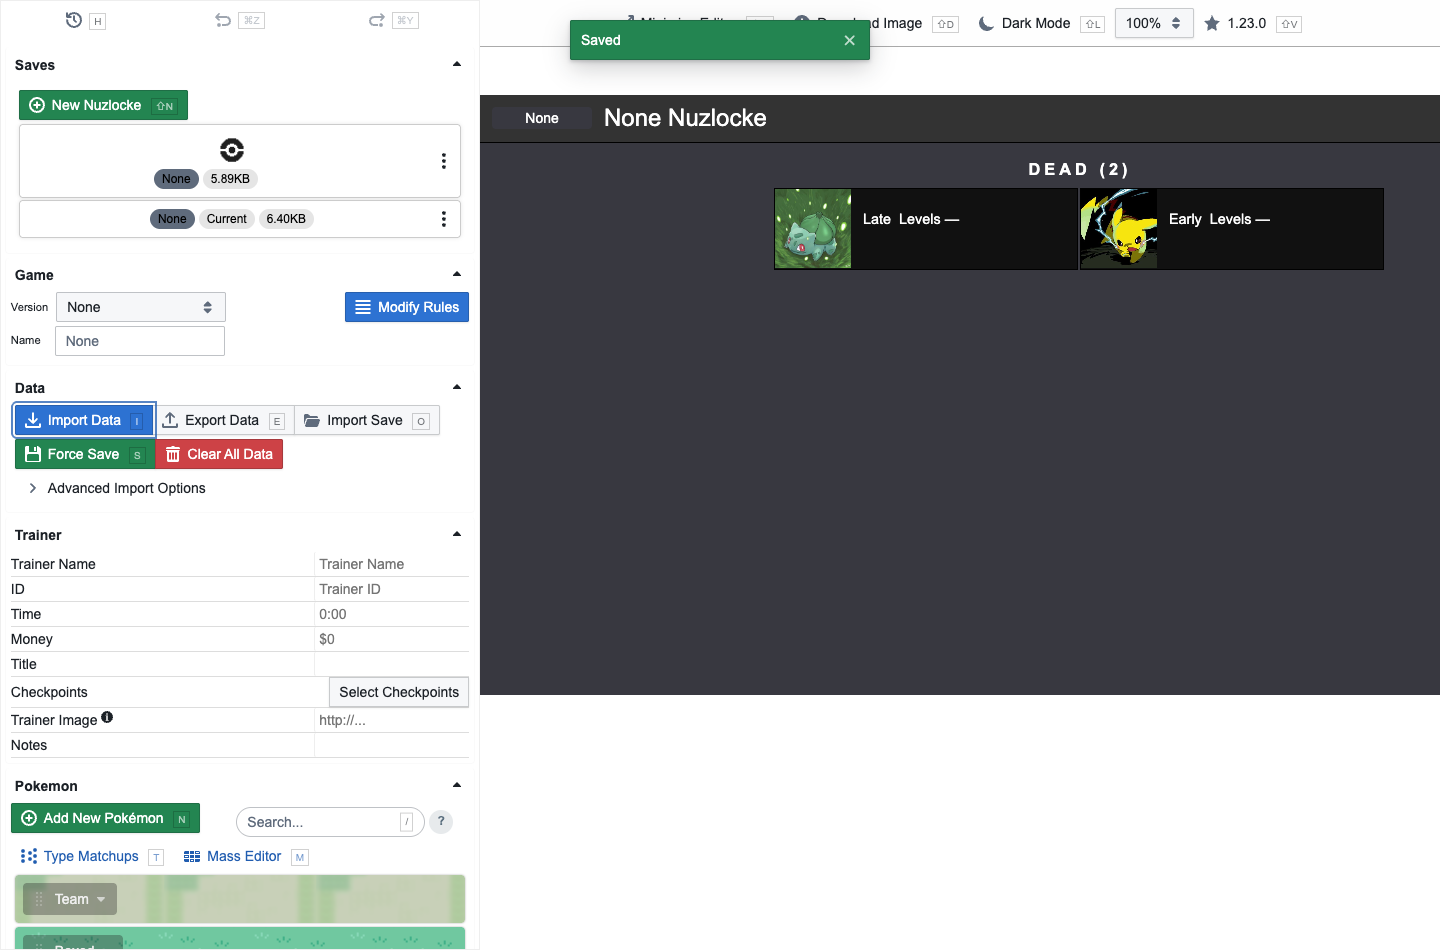 H ⌘Z ⌘Y
Saves
New Nuzlocke ⇧N
None 5.89KB
None Current 6.40KB
Game
Version None Modify Rules
Name None
Data
Import Data I Export Data E Import Save O
Force Save S Clear All Data
Advanced Import Options
Trainer
Trainer Name Trainer Name
ID Trainer ID
Time 0:00
Money $0
Title
Checkpoints Select Checkpoints
Trainer Image http://...
Notes
Pokemon
Add New Pokémon N Search... / ?
Type Matchups T Mass Editor M
Team
Boxed
Image ⇧D Dark Mode ⇧L 100% 1.23.0 ⇧V
Saved
None None Nuzlocke
DEAD (2)
Late Levels — Early Levels —